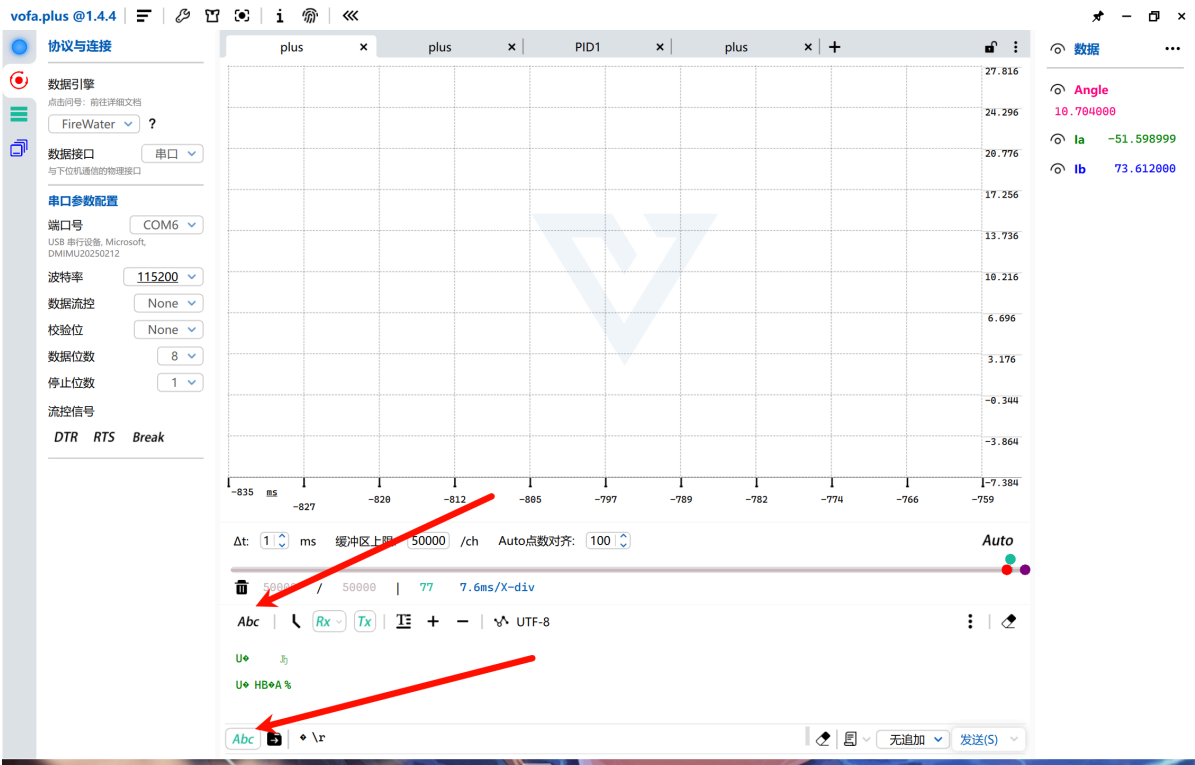 vofa.plus @1.4.4
协议与连接
数据引擎
点击问号：前往详细文档
FireWater ?
数据接口 串口
与下位机通信的物理接口
串口参数配置
端口号 COM6
USB 串行设备, Microsoft,
DMIMU20250212
波特率 115200
数据流控 None
校验位 None
数据位数 8
停止位数 1
流控信号
DTR RTS Break
plus × plus × PID1 × plus × +
27.816
24.296
20.776
17.256
13.736
10.216
6.696
3.176
-0.344
-3.864
-7.384
-835 ms -827 -820 -812 -805 -797 -789 -782 -774 -766 -759
Δt: 1 ms 缓冲区上限: 50000 /ch Auto点数对齐: 100 Auto
50000 / 50000 | 77 7.6ms/X-div
Abc Rx Tx UTF-8
U�
U� HB�A %
Abc � \r 无追加 发送(S)
数据
Angle
10.704000
Ia -51.598999
Ib 73.612000